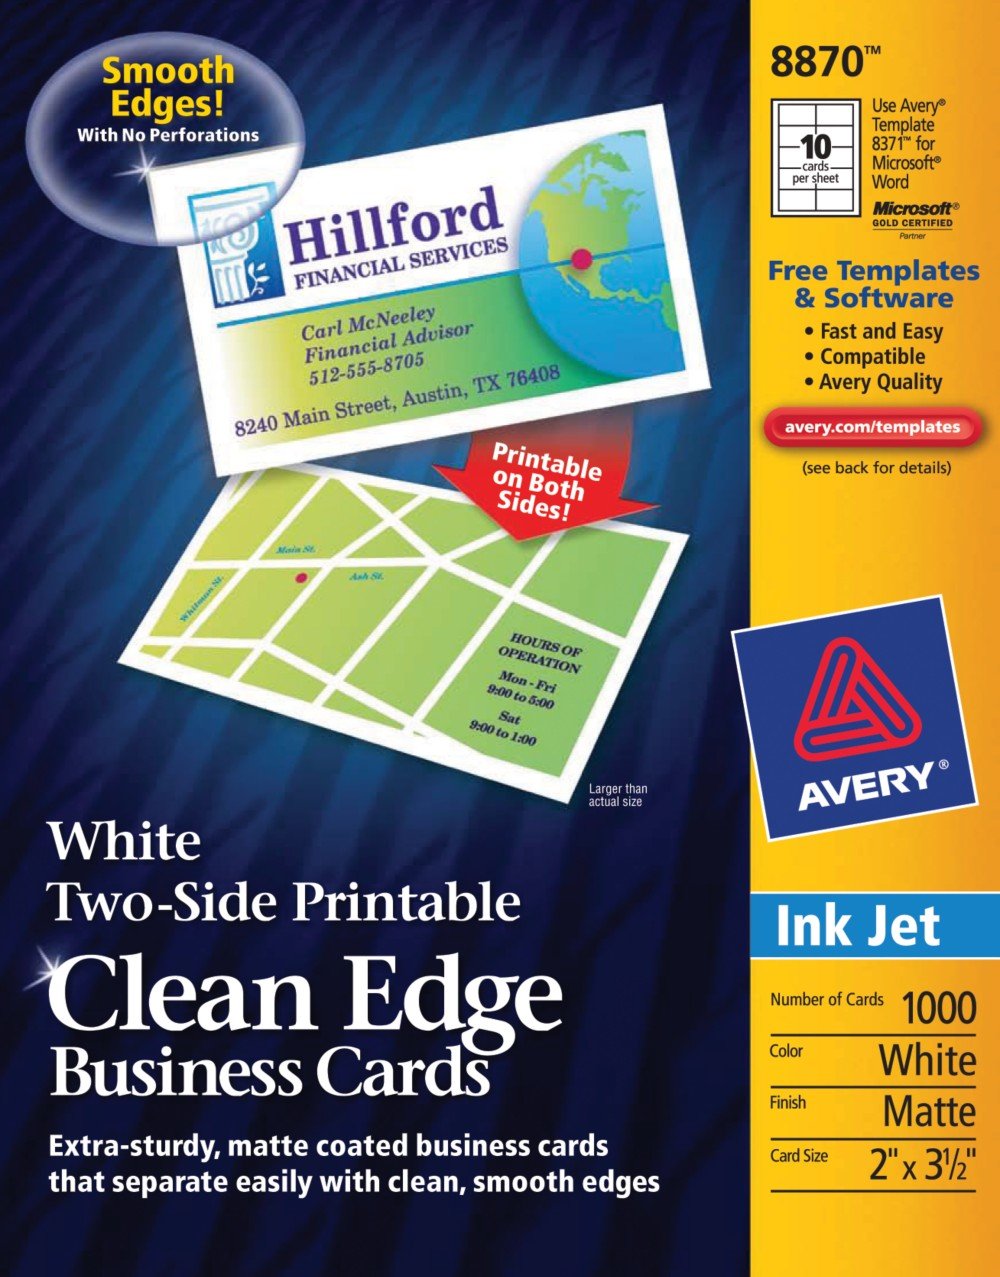 Smooth
Edges!
With No Perforations
Hillford
FINANCIAL SERVICES
Carl McNeeley
Financial Advisor
512-555-8705
8240 Main Street, Austin, TX 76408
Printable
on Both
Sides!
Main St.
Ash St.
Whitman St.
HOURS OF
OPERATION
Mon - Fri
9:00 to 5:00
Sat
9:00 to 1:00
Larger than
actual size
White
Two-Side Printable
Clean Edge
Business Cards
Extra-sturdy, matte coated business cards
that separate easily with clean, smooth edges
8870™
10
cards
per sheet
Use Avery®
Template
8371™ for
Microsoft®
Word
Microsoft®
GOLD CERTIFIED
Partner
Free Templates
& Software
• Fast and Easy
• Compatible
• Avery Quality
avery.com/templates
(see back for details)
AVERY®
Ink Jet
Number of Cards 1000
Color White
Finish Matte
Card Size 2" x 3½"